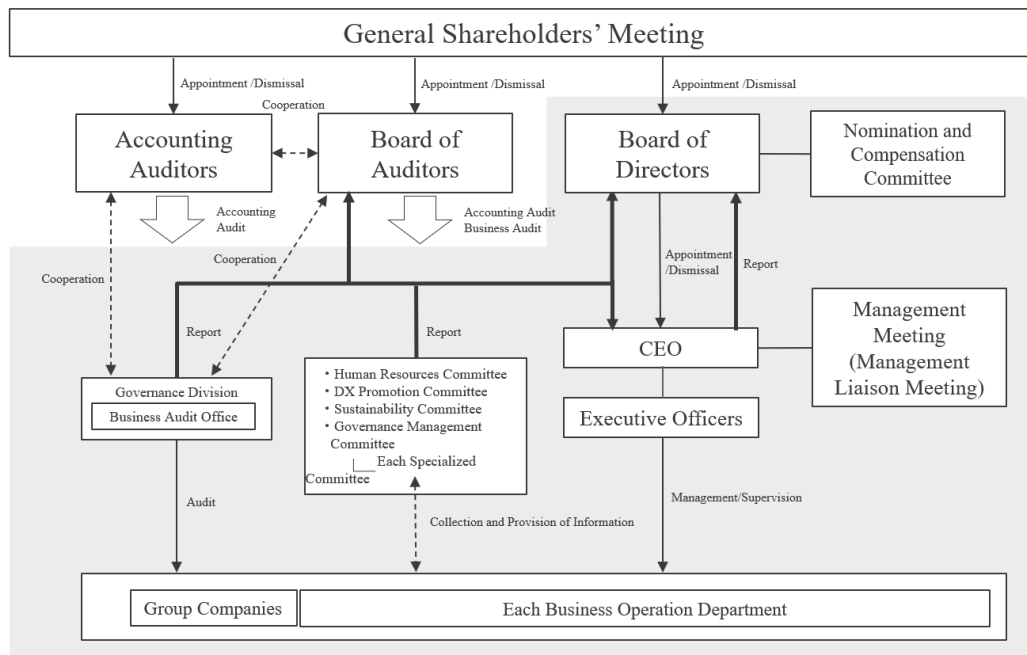 General Shareholders’ Meeting
Appointment /Dismissal
Appointment /Dismissal
Appointment /Dismissal
Cooperation
Accounting
Auditors
Board of
Auditors
Board of
Directors
Nomination and
Compensation
Committee
Accounting
Audit
Accounting Audit
Business Audit
Cooperation
Cooperation
Appointment
/Dismissal
Report
Report
Report
CEO
Management
Meeting
(Management
Liaison Meeting)
Governance Division
Business Audit Office
・Human Resources Committee
・DX Promotion Committee
・Sustainability Committee
・Governance Management
Committee
Each Specialized
Committee
Executive Officers
Audit
Collection and Provision of Information
Management/Supervision
Group Companies
Each Business Operation Department